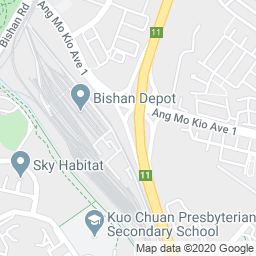 Bishan Rd
Ang Mo Kio Ave 1
11
Bishan Depot
Ang Mo Kio Ave 1
Sky Habitat
11
Kuo Chuan Presbyterian
Secondary School
Map data ©2020 Google